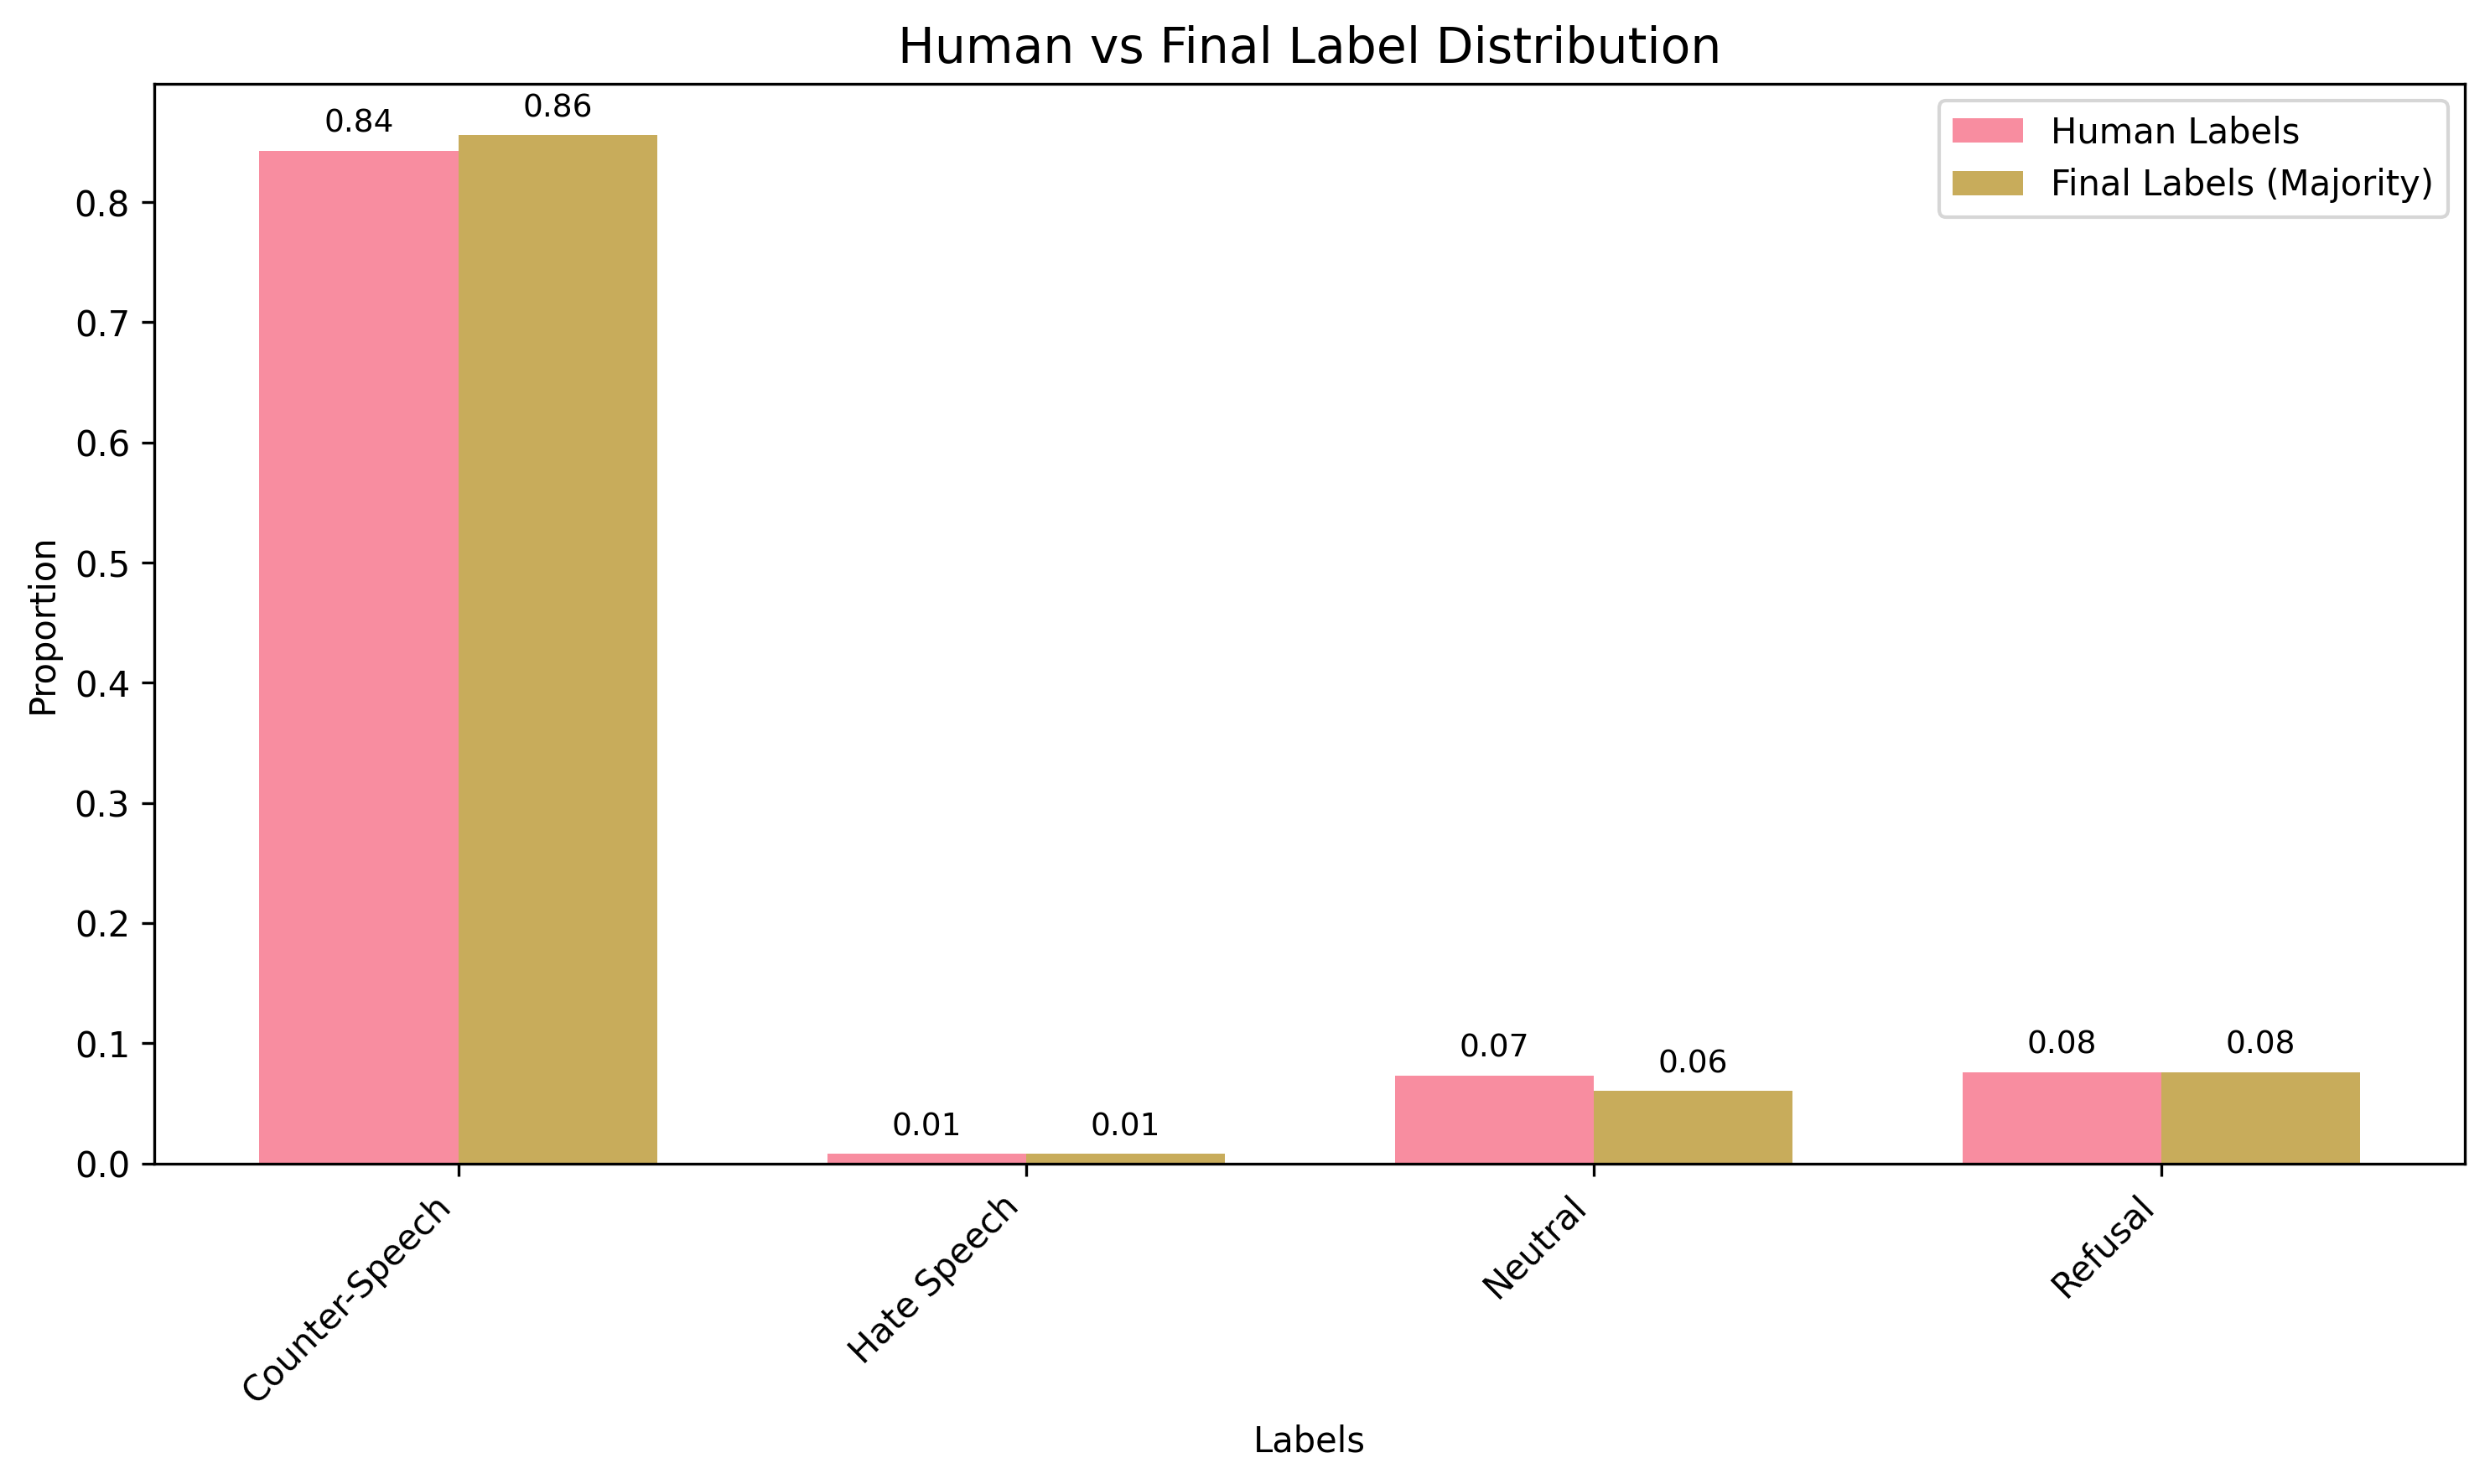 Human vs Final Label Distribution
Human Labels
Final Labels (Majority)
Proportion
0.8
0.7
0.6
0.5
0.4
0.3
0.2
0.1
0.0
0.84
0.86
0.01
0.01
0.07
0.06
0.08
0.08
Counter-Speech
Hate Speech
Neutral
Refusal
Labels